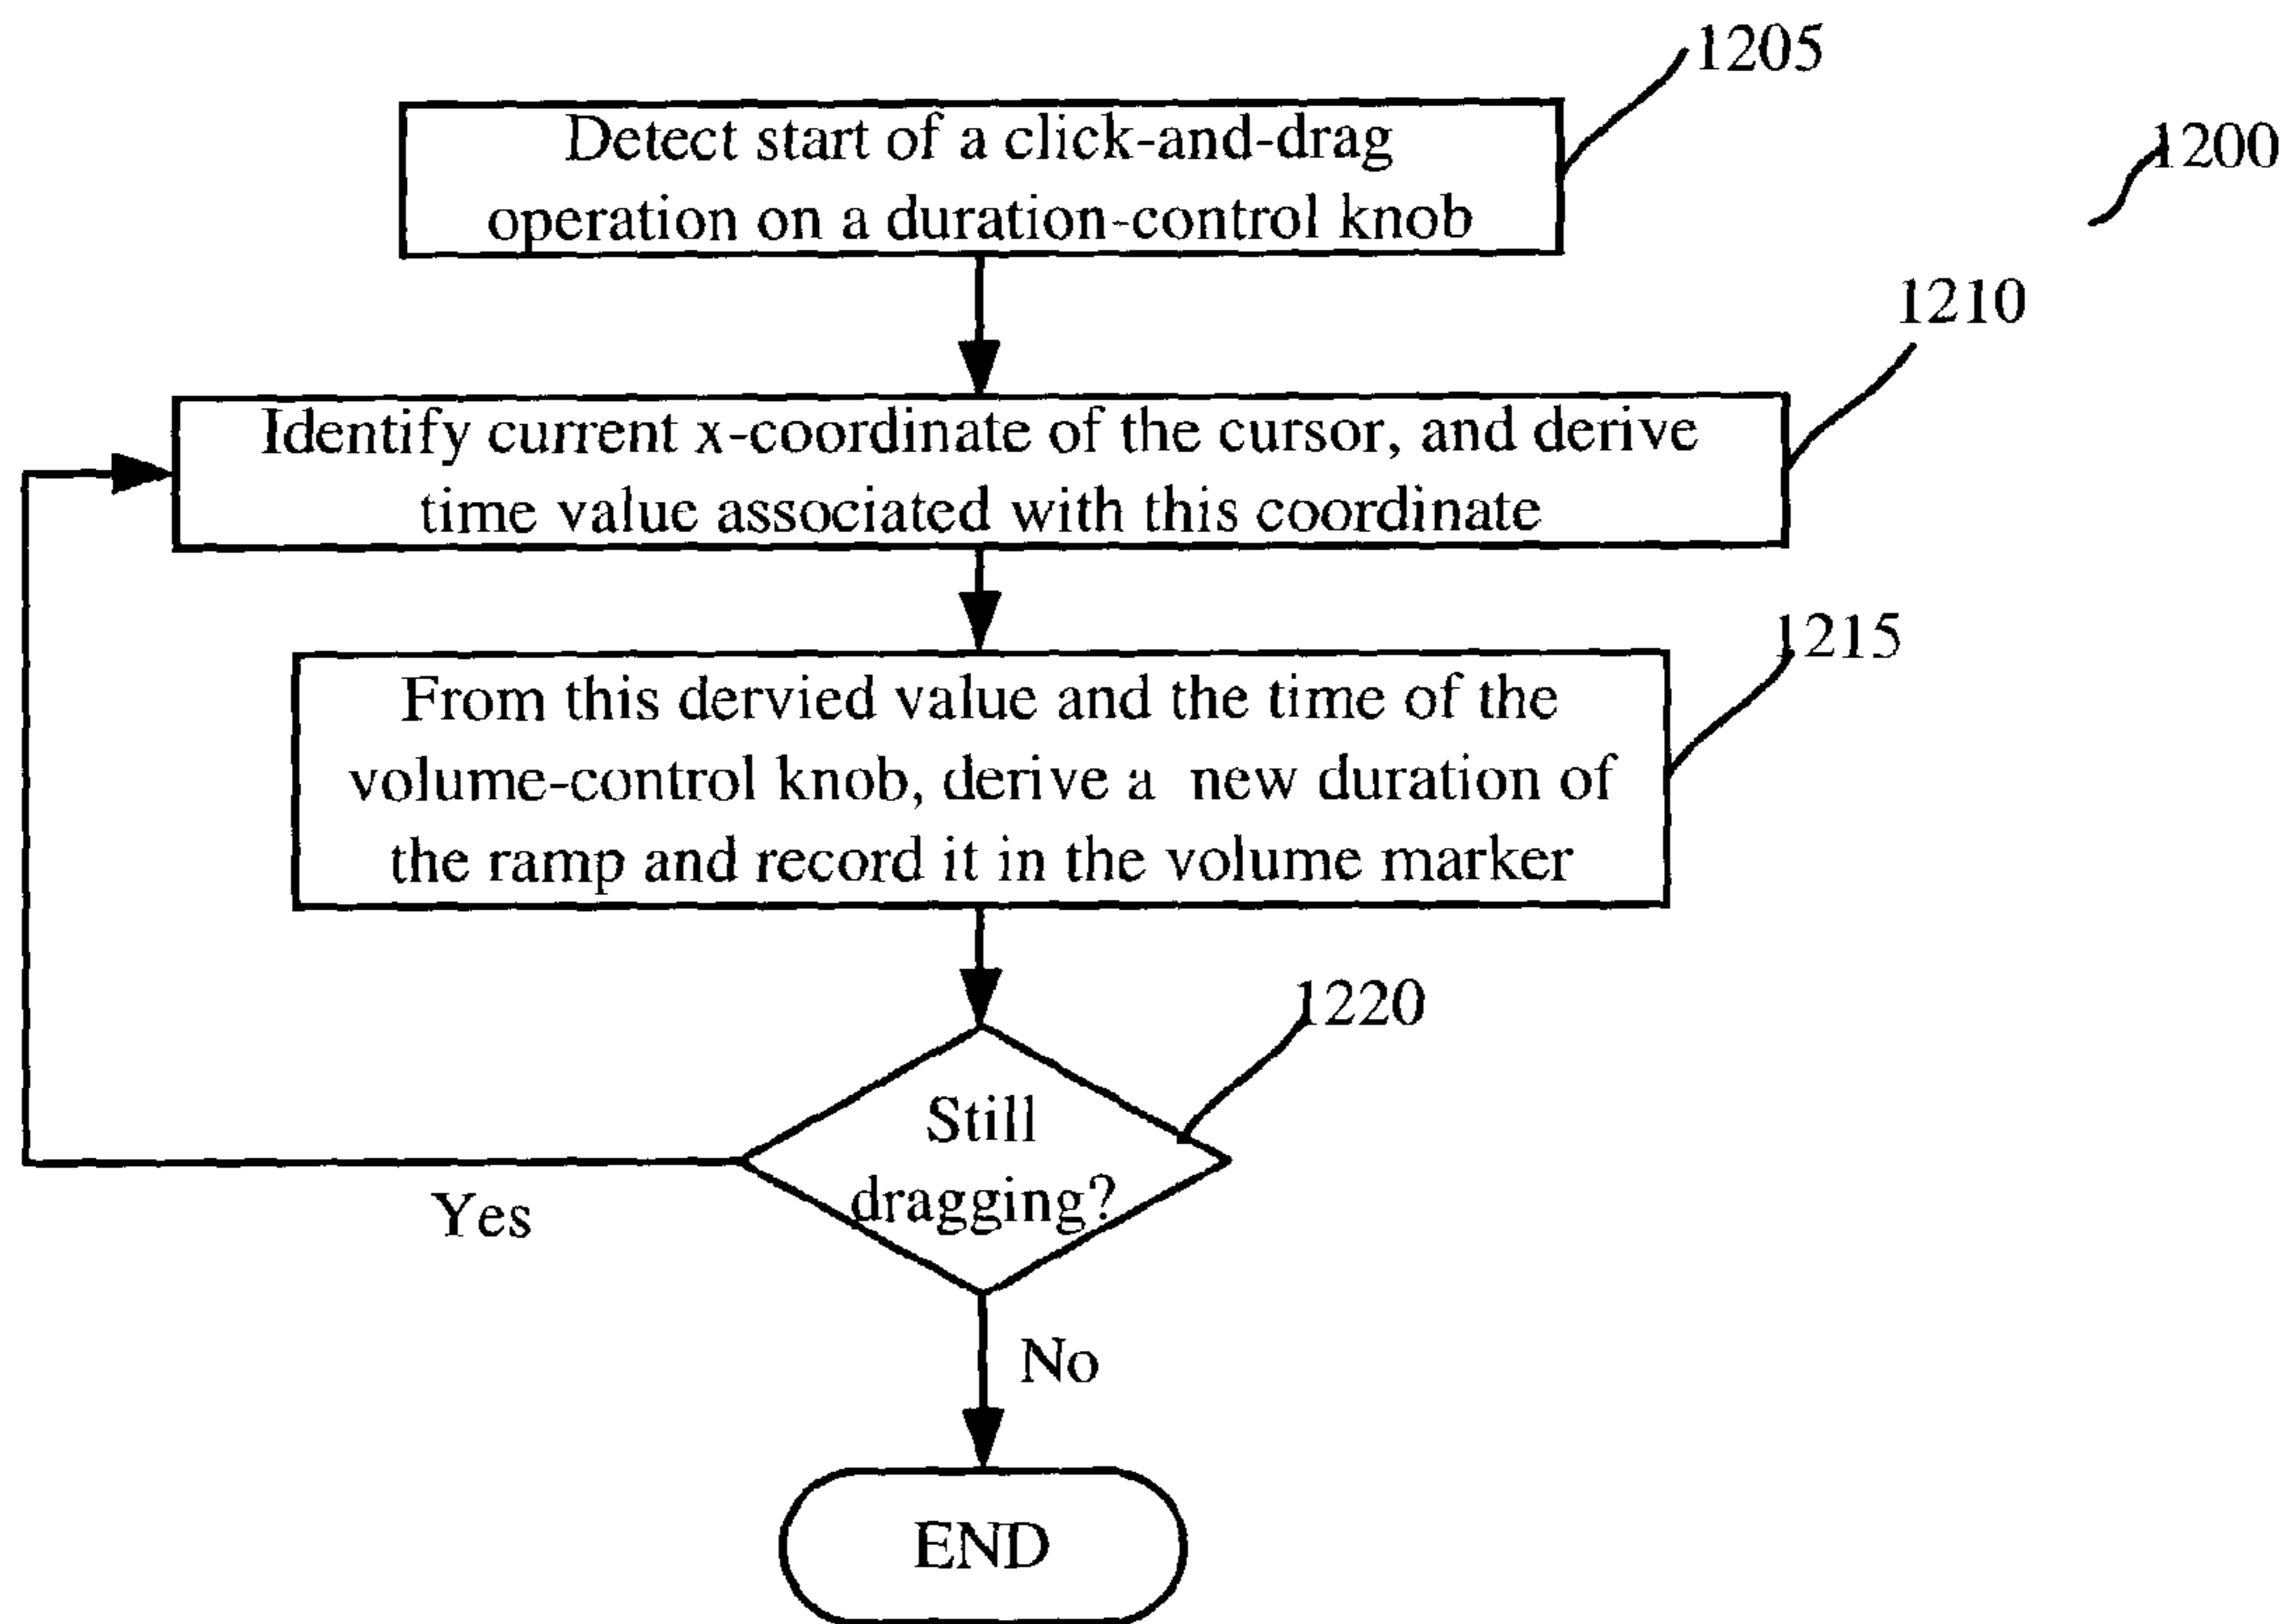 1205
Detect start of a click-and-drag
operation on a duration-control knob
1200
1210
Identify current x-coordinate of the cursor, and derive
time value associated with this coordinate
1215
From this dervied value and the time of the
volume-control knob, derive a new duration of
the ramp and record it in the volume marker
1220
Still
dragging?
Yes
No
END